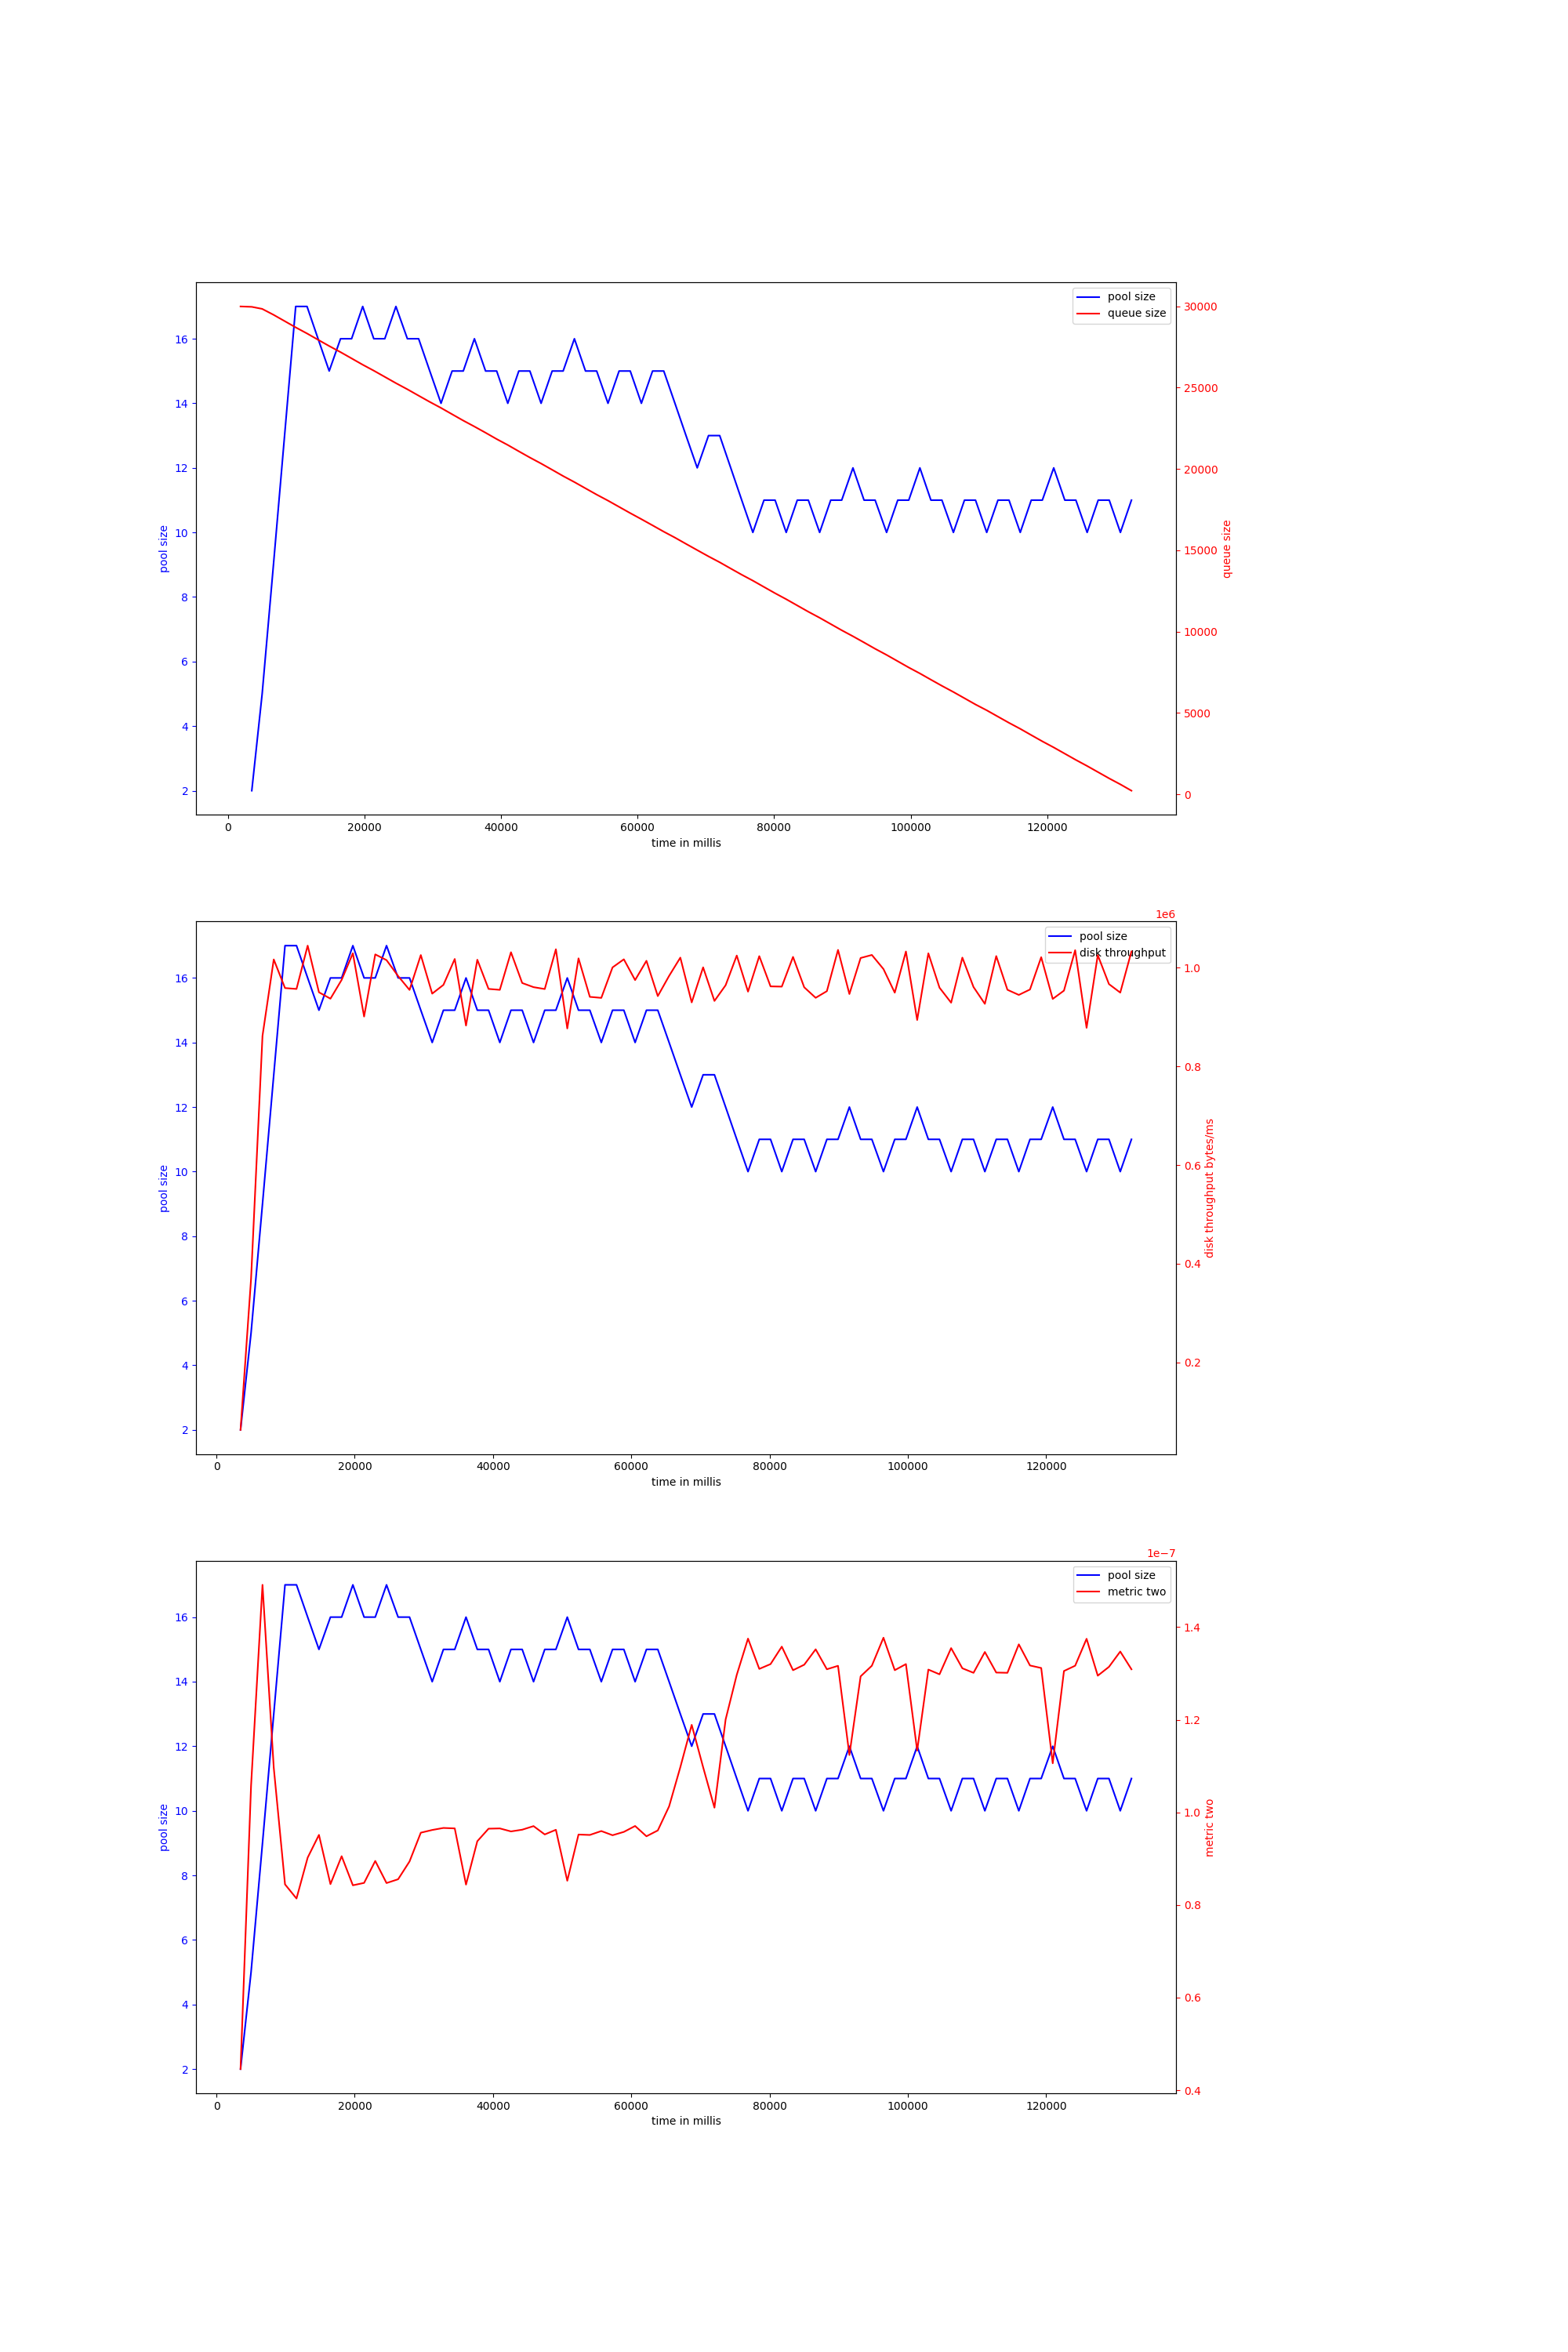 pool size
queue size
16
14
12
10
8
6
4
2
pool size
30000
25000
20000
15000
10000
5000
0
queue size
0 20000 40000 60000 80000 100000 120000
time in millis
1e6
pool size
disk throughput
16
14
12
10
8
6
4
2
pool size
1.0
0.8
0.6
0.4
0.2
disk throughput bytes/ms
0 20000 40000 60000 80000 100000 120000
time in millis
1e−7
pool size
metric two
16
14
12
10
8
6
4
2
pool size
1.4
1.2
1.0
0.8
0.6
0.4
metric two
0 20000 40000 60000 80000 100000 120000
time in millis